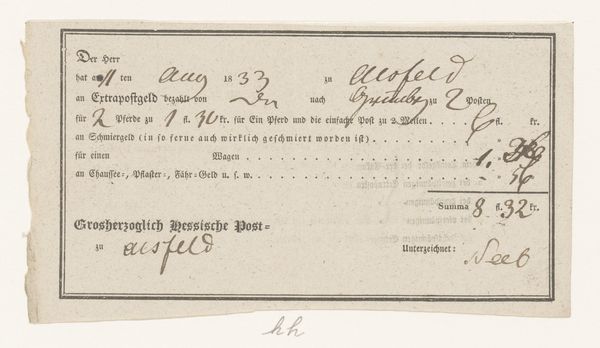 Der Herr
hat am 11 ten Aug 1833 zu Alsfeld
an Extrapostgeld bezahlt von Da nach Grünberg zu 2 Posten
für 2 Pferde zu 1 30 kr. für Ein Pferd und die einfache Post zu 2 Meilen . . . . 6 fl. kr.
an Schmiergeld (in so ferne auch wirklich geschmiert worden ist) . . . . . . .
für einen Wagen . . . . . . . . . . . . . . . . . . 1.
an Chaussee-, Pflaster-, Fähr-Geld u. s. w. . . . . . . . . . . . . . . . . . - 56
Summa 8 fl. 32 kr.
Grosherzoglich Hessische Post-
zu Alsfeld
Unterzeichnet:
Neeb
hh